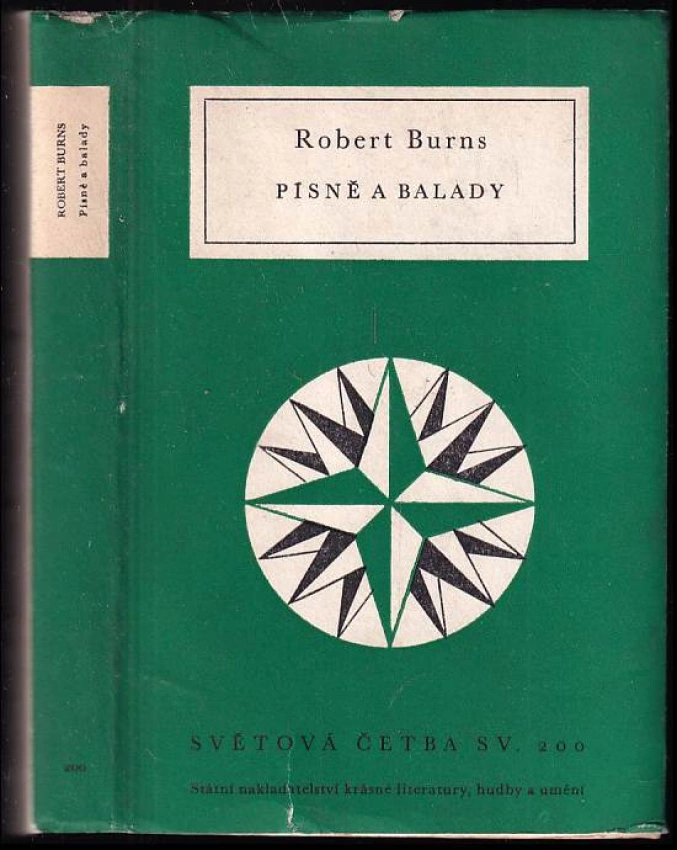 ROBERT BURNS
Písně a balady
200
Robert Burns
PÍSNĚ A BALADY
SVĚTOVÁ ČETBA SV. 200
Státní nakladatelství krásné literatury, hudby a umění